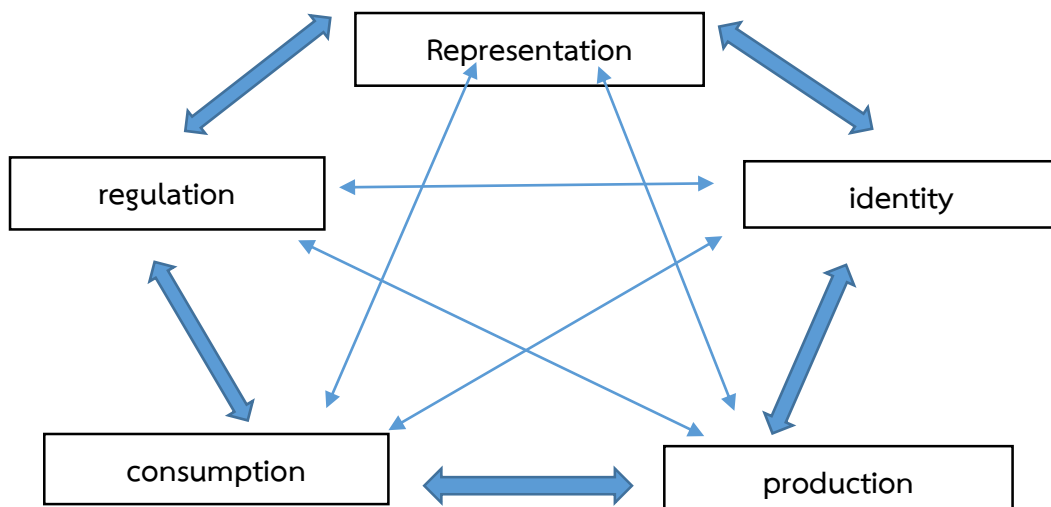 Representation
regulation
identity
consumption
production